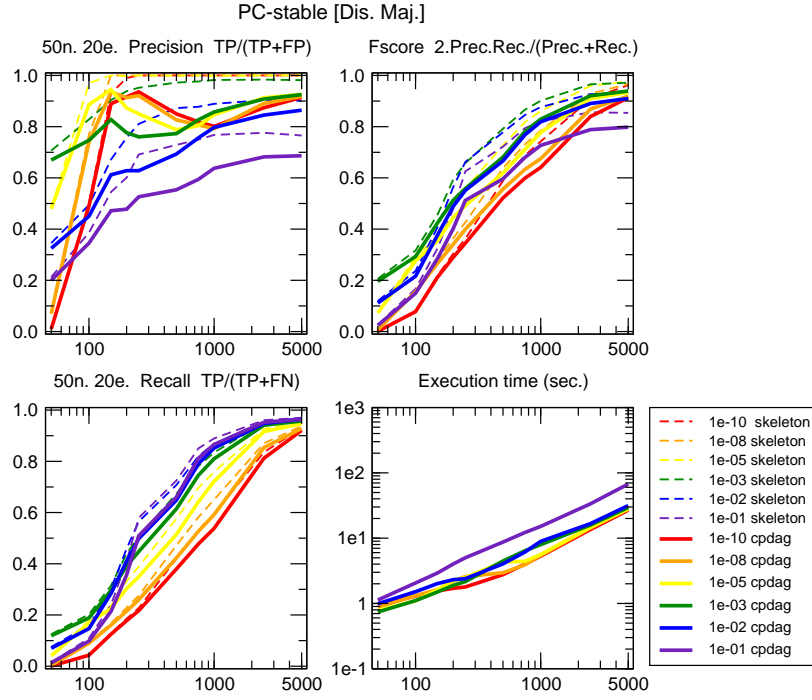 PC-stable [Dis. Maj.]
50n. 20e. Precision TP/(TP+FP)
Fscore 2.Prec.Rec./(Prec.+Rec.)
1.0
0.8
0.6
0.4
0.2
0.0
100
1000
5000
1.0
0.8
0.6
0.4
0.2
0.0
100
1000
5000
50n. 20e. Recall TP/(TP+FN)
Execution time (sec.)
1.0
0.8
0.6
0.4
0.2
0.0
100
1000
5000
1e3
1e2
1e1
1
1e-1
100
1000
5000
1e-10 skeleton
1e-08 skeleton
1e-05 skeleton
1e-03 skeleton
1e-02 skeleton
1e-01 skeleton
1e-10 cpdag
1e-08 cpdag
1e-05 cpdag
1e-03 cpdag
1e-02 cpdag
1e-01 cpdag